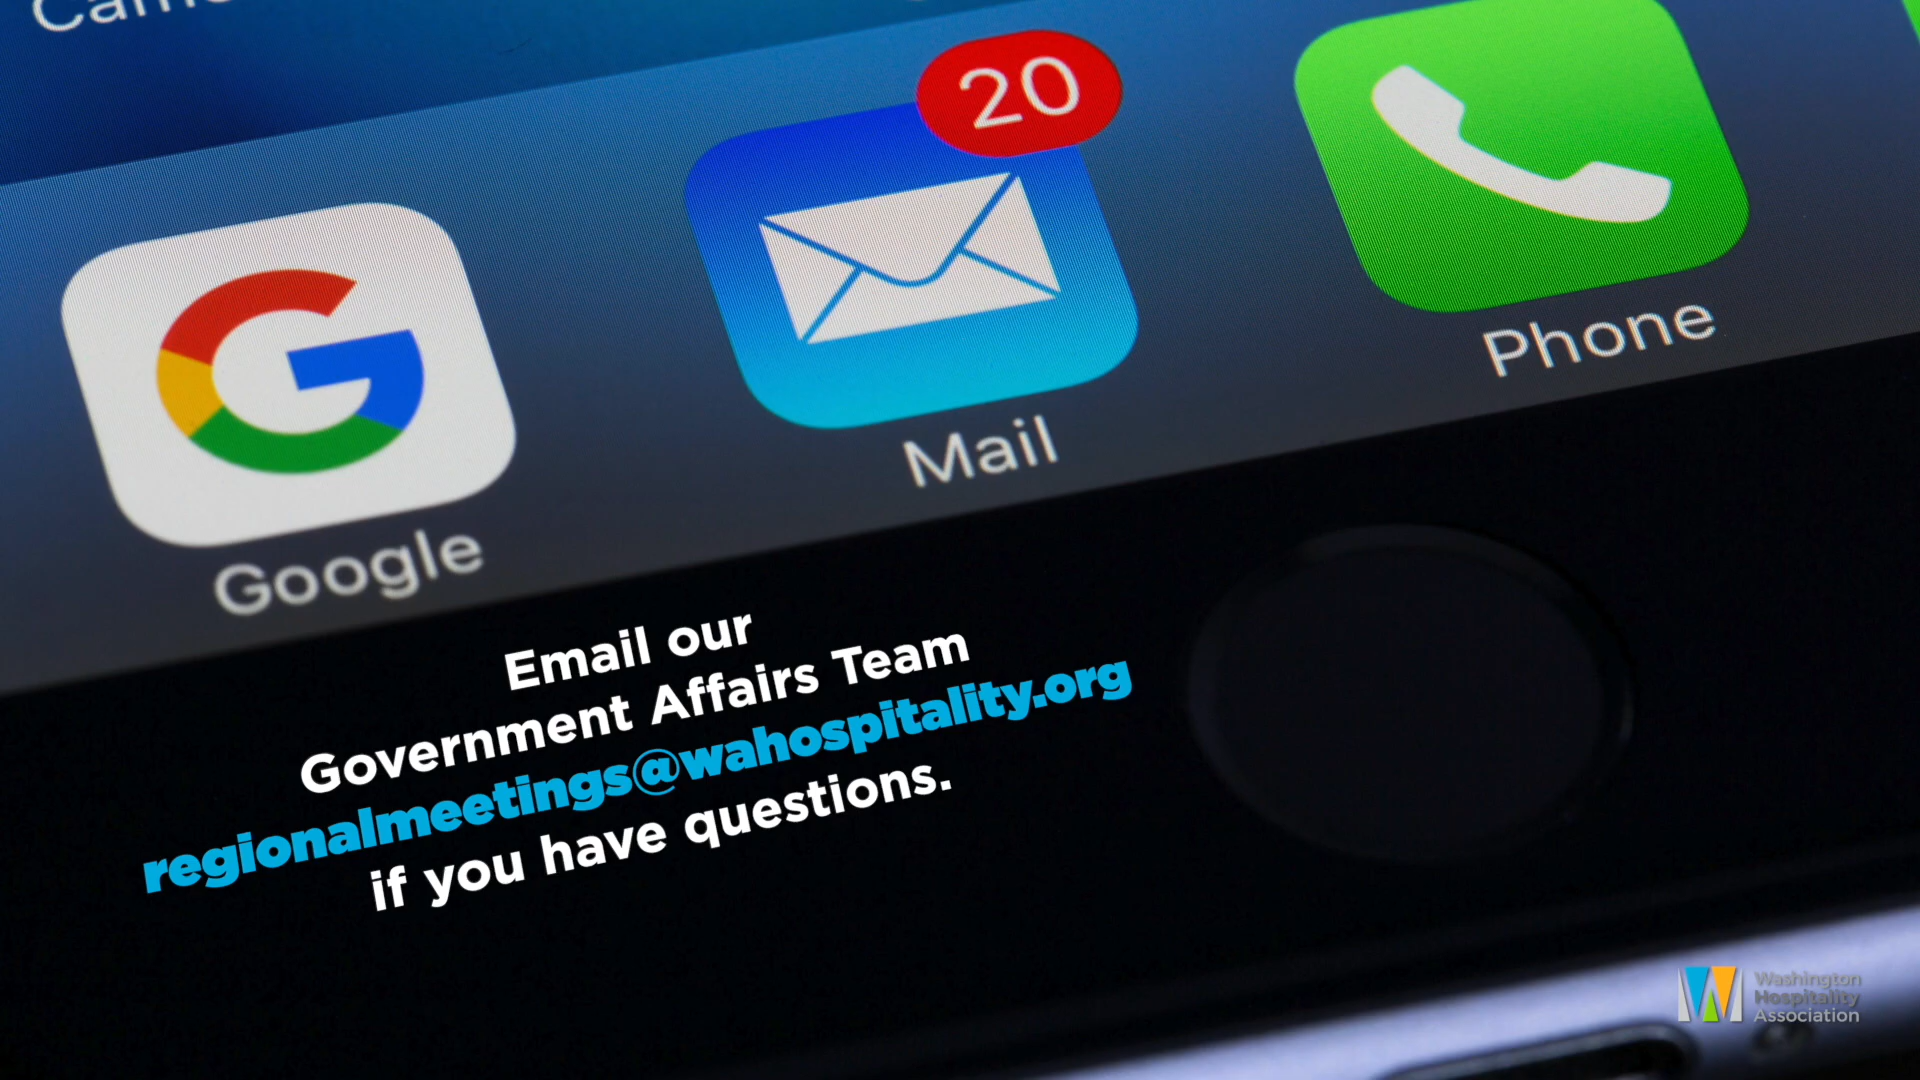 20
Google
Mail
Phone
Email our
Government Affairs Team
regionalmeetings@wahospitality.org
if you have questions.
Washington
Hospitality
Association